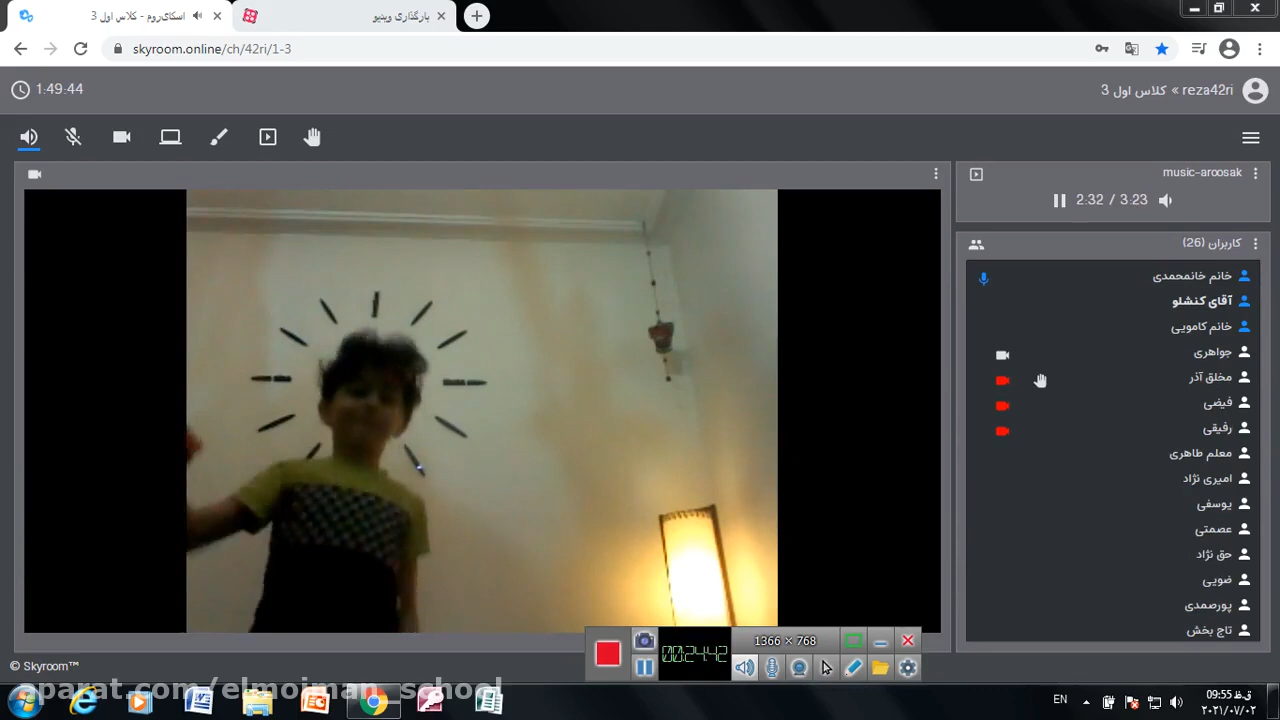 اسکای‌روم - کلاس اول 3
بارگذاری ویدیو
skyroom.online/ch/42ri/1-3
1:49:44
reza42ri » کلاس اول 3
music-aroosak
2:32 / 3:23
کاربران (26)
خانم خانمحمدی
آقای کنشلو
خانم کامویی
جواهری
مخلق آذر
فیضی
رفیقی
معلم طاهری
امیری نژاد
یوسفی
عصمتی
حق نژاد
ضویی
پورصمدی
تاج بخش
1366 × 768
00:24:42
© Skyroom™
aparat.com/elmoiman_school
EN
09:55 ق.ظ
۲۰۲۱/۰۷/۰۲